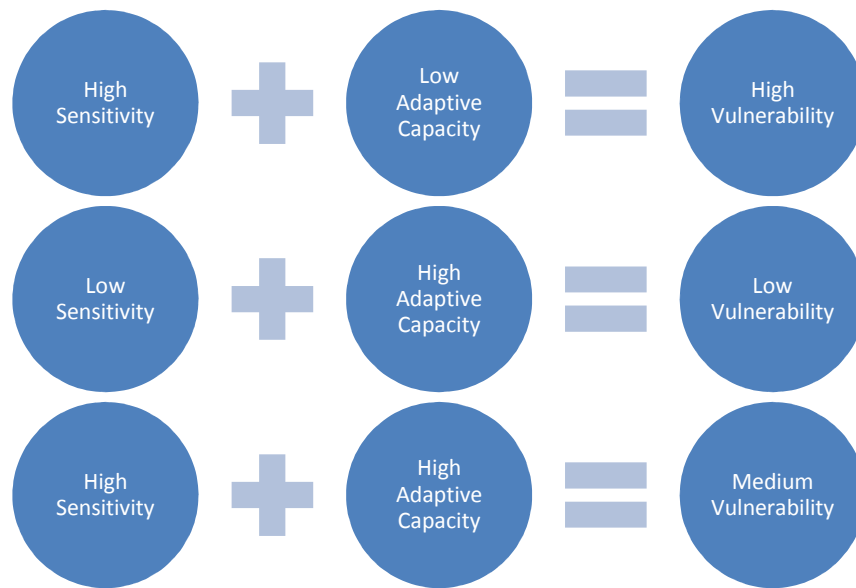 High
Sensitivity
Low
Adaptive
Capacity
High
Vulnerability
Low
Sensitivity
High
Adaptive
Capacity
Low
Vulnerability
High
Sensitivity
High
Adaptive
Capacity
Medium
Vulnerability